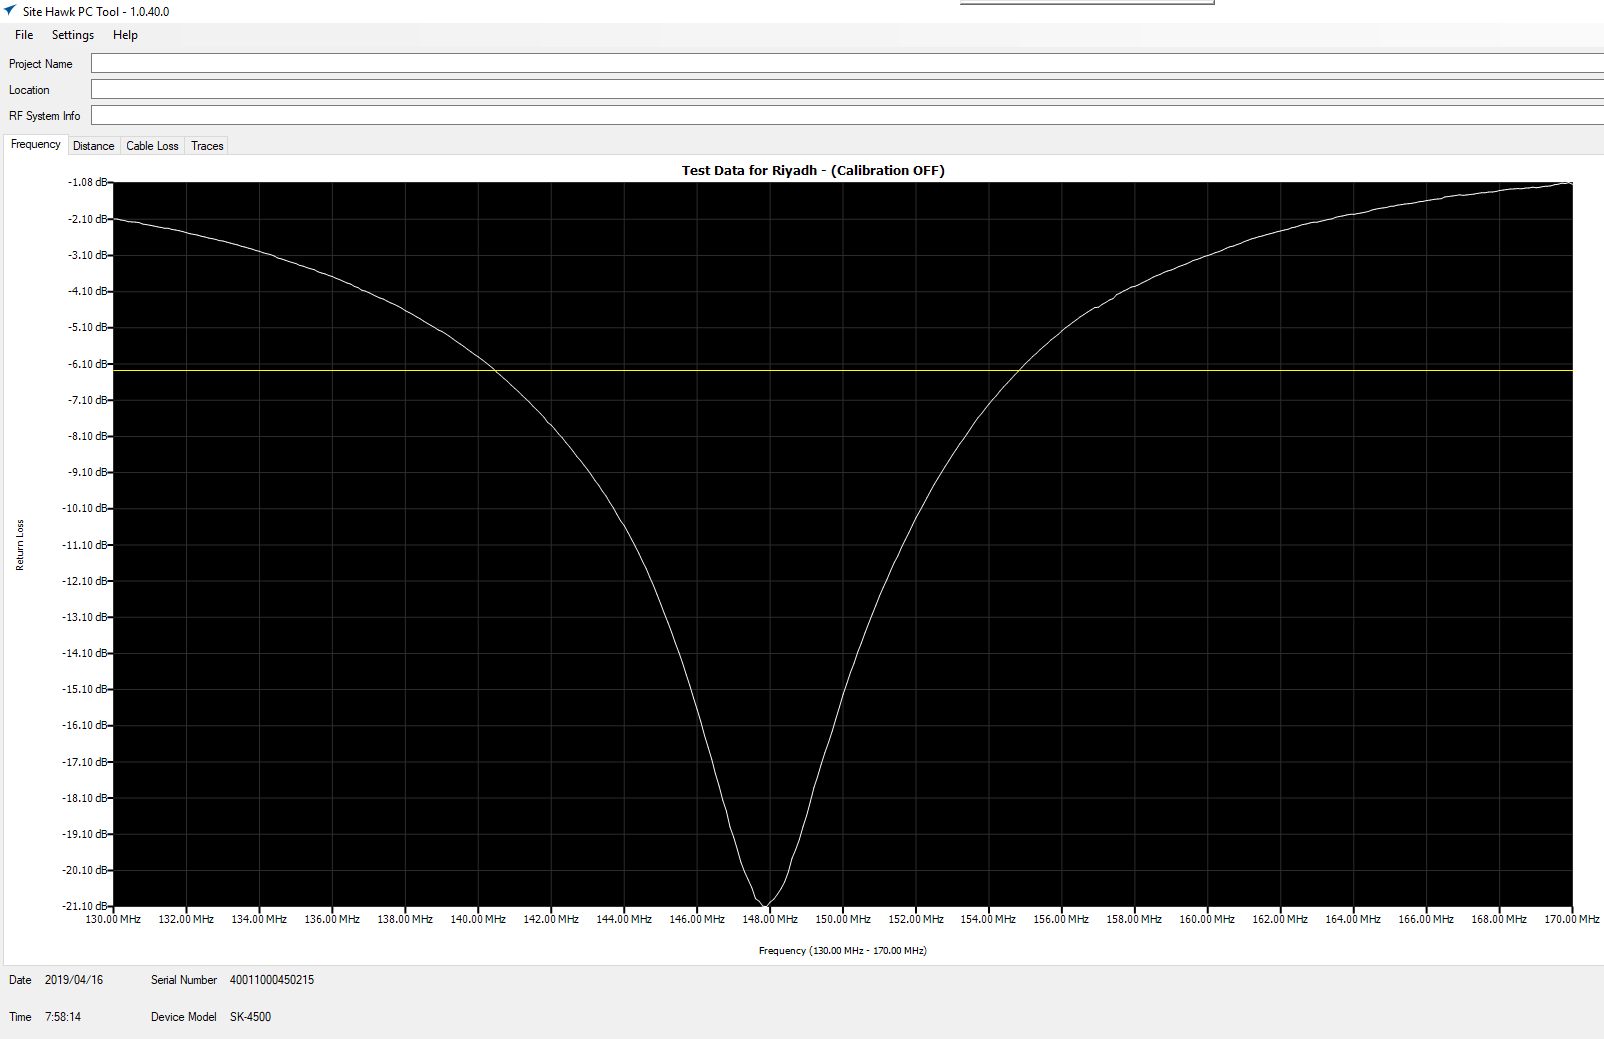 Site Hawk PC Tool - 1.0.40.0
File Settings Help
Project Name
Location
RF System Info
Frequency Distance Cable Loss Traces
Test Data for Riyadh - (Calibration OFF)
-1.08 dB
-2.10 dB
-3.10 dB
-4.10 dB
-5.10 dB
-6.10 dB
-7.10 dB
-8.10 dB
-9.10 dB
-10.10 dB
-11.10 dB
-12.10 dB
-13.10 dB
-14.10 dB
-15.10 dB
-16.10 dB
-17.10 dB
-18.10 dB
-19.10 dB
-20.10 dB
-21.10 dB
Return Loss
130.00 MHz 132.00 MHz 134.00 MHz 136.00 MHz 138.00 MHz 140.00 MHz 142.00 MHz 144.00 MHz 146.00 MHz 148.00 MHz 150.00 MHz 152.00 MHz 154.00 MHz 156.00 MHz 158.00 MHz 160.00 MHz 162.00 MHz 164.00 MHz 166.00 MHz 168.00 MHz 170.00 MHz
Frequency (130.00 MHz - 170.00 MHz)
Date 2019/04/16 Serial Number 40011000450215
Time 7:58:14 Device Model SK-4500